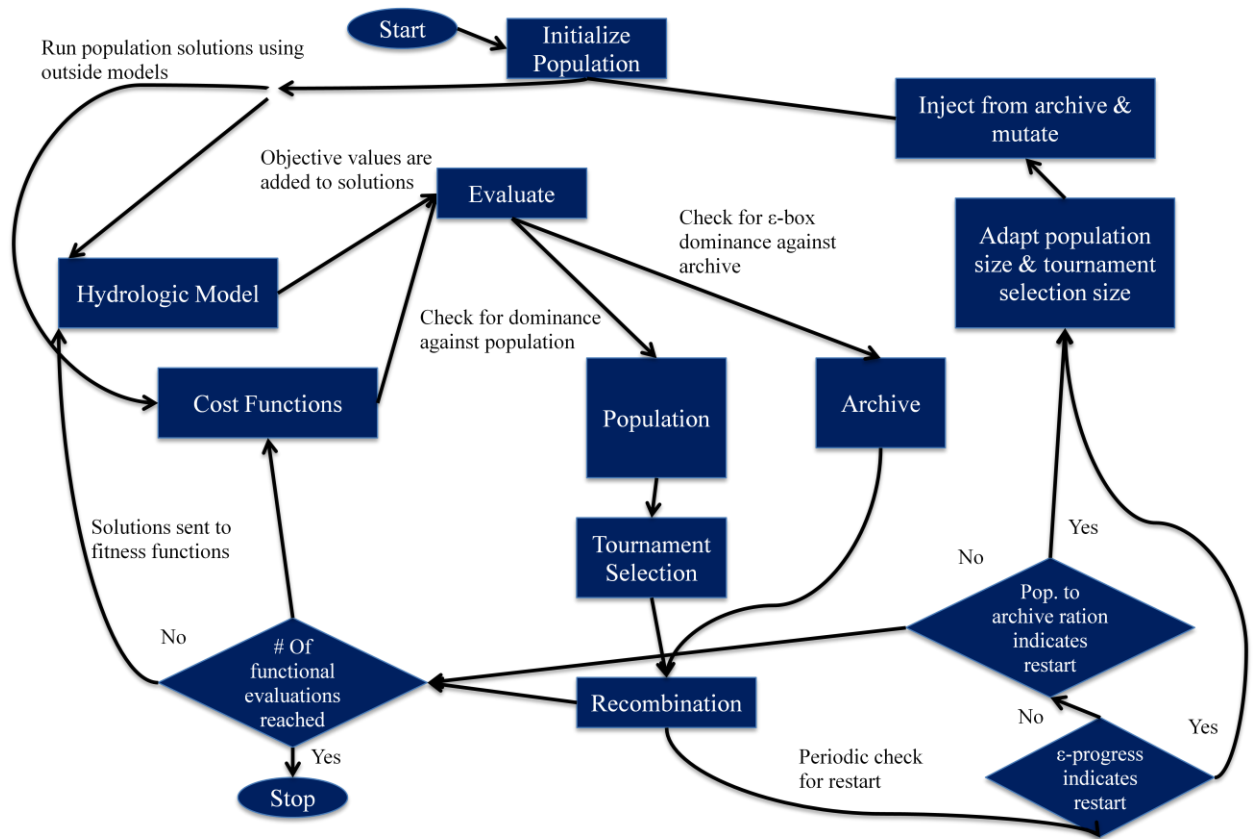 Start
Initialize
Population
Run population solutions using
outside models
Inject from archive &
mutate
Objective values are
added to solutions
Evaluate
Check for ε-box
dominance against
archive
Adapt population
size & tournament
selection size
Hydrologic Model
Check for dominance
against population
Cost Functions
Population
Archive
Solutions sent to
fitness functions
Tournament
Selection
Yes
No
Pop. to
archive ration
indicates
restart
No
# Of
functional
evaluations
reached
Recombination
No
Yes
Yes
Periodic check
for restart
ε-progress
indicates
restart
Stop